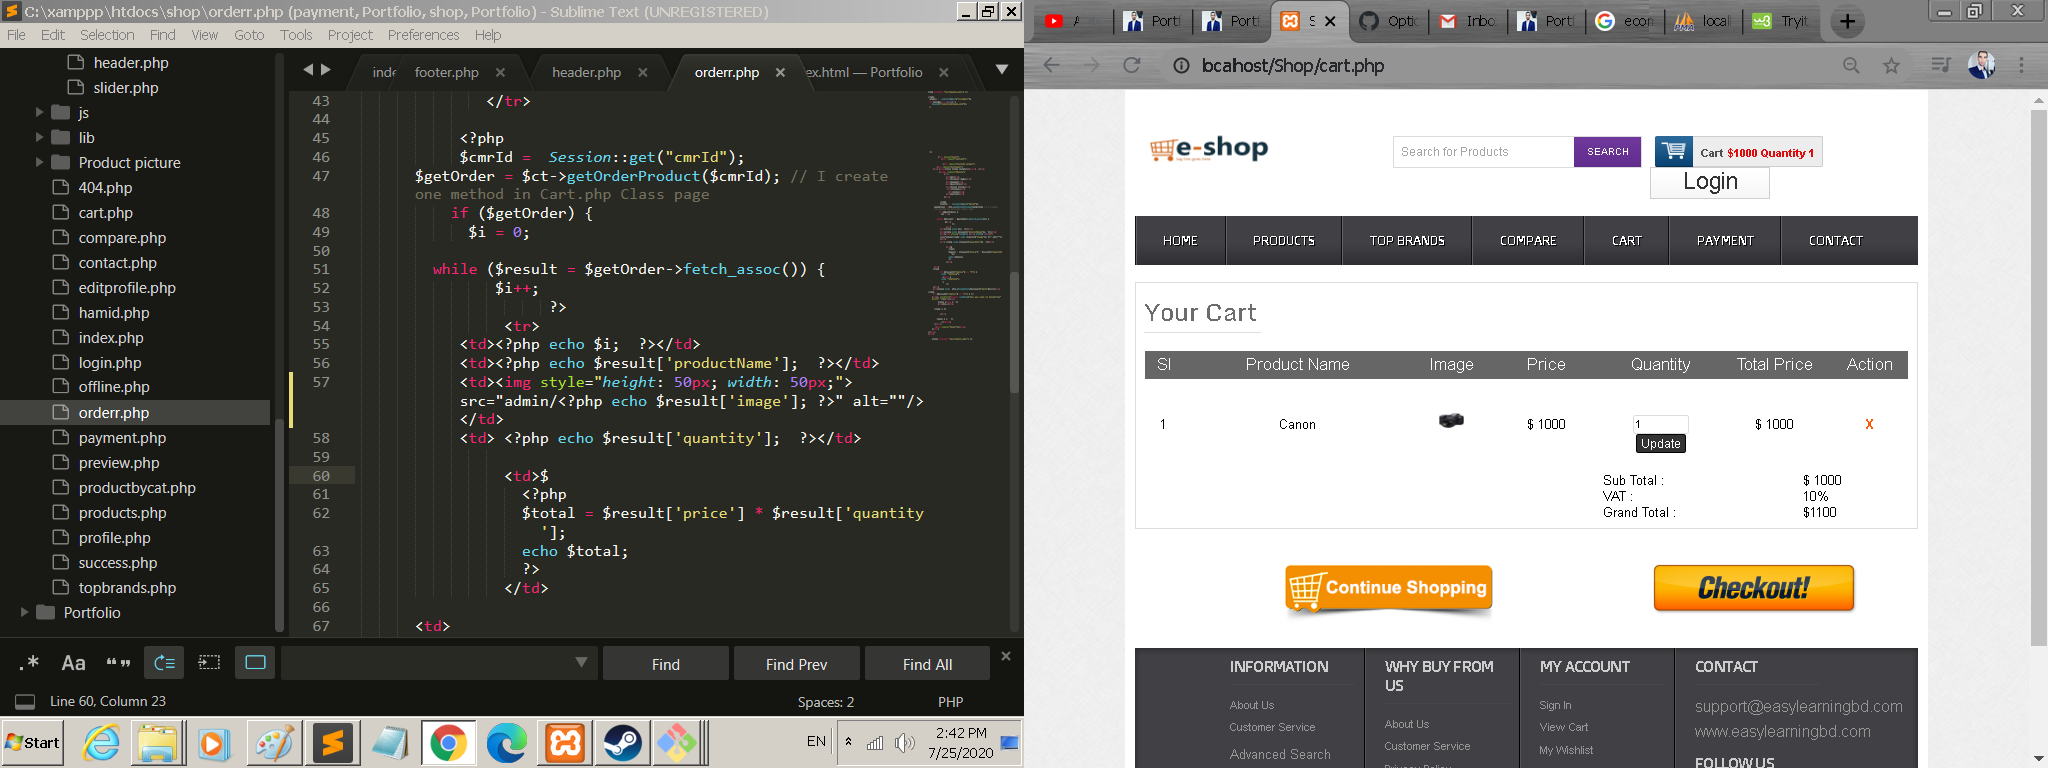 C:\xamppp\htdocs\shop\orderr.php (payment, Portfolio, shop, Portfolio) - Sublime Text (UNREGISTERED)
File Edit Selection Find View Goto Tools Project Preferences Help
header.php
slider.php
js
lib
Product picture
404.php
cart.php
compare.php
contact.php
editprofile.php
hamid.php
index.php
login.php
offline.php
orderr.php
payment.php
preview.php
productbycat.php
products.php
profile.php
success.php
topbrands.php
Portfolio
inde footer.php header.php orderr.php ex.html — Portfolio
43 </tr>
44
45 <?php
46 $cmrId = Session::get("cmrId");
47 $getOrder = $ct->getOrderProduct($cmrId); // I create
one method in Cart.php Class page
48 if ($getOrder) {
49 $i = 0;
50
51 while ($result = $getOrder->fetch_assoc()) {
52 $i++;
53 ?>
54 <tr>
55 <td><?php echo $i; ?></td>
56 <td><?php echo $result['productName']; ?></td>
57 <td><img style="height: 50px; width: 50px;">
src="admin/<?php echo $result['image']; ?>" alt=""/>
</td>
58 <td> <?php echo $result['quantity']; ?></td>
59
60 <td>$
61 <?php
62 $total = $result['price'] * $result['quantity
'];
63 echo $total;
64 ?>
65 </td>
66
67 <td>
.* Aa “” Find Find Prev Find All
Line 60, Column 23 Spaces: 2 PHP
Start EN 2:42 PM
7/25/2020
Porti Porti S Optic Inbo Porti econ locall w3 Tryit
bcahost/Shop/cart.php
e-shop
Search for Products SEARCH Cart $1000 Quantity 1
Login
HOME PRODUCTS TOP BRANDS COMPARE CART PAYMENT CONTACT
Your Cart
Sl Product Name Image Price Quantity Total Price Action
1 Canon $ 1000 1 $ 1000 X
Update
Sub Total : $ 1000
VAT : 10%
Grand Total : $1100
Continue Shopping Checkout!
INFORMATION
About Us
Customer Service
Advanced Search
WHY BUY FROM
US
About Us
Customer Service
Privacy Policy
MY ACCOUNT
Sign In
View Cart
My Wishlist
CONTACT
support@easylearningbd.com
www.easylearningbd.com
FOLLOW US